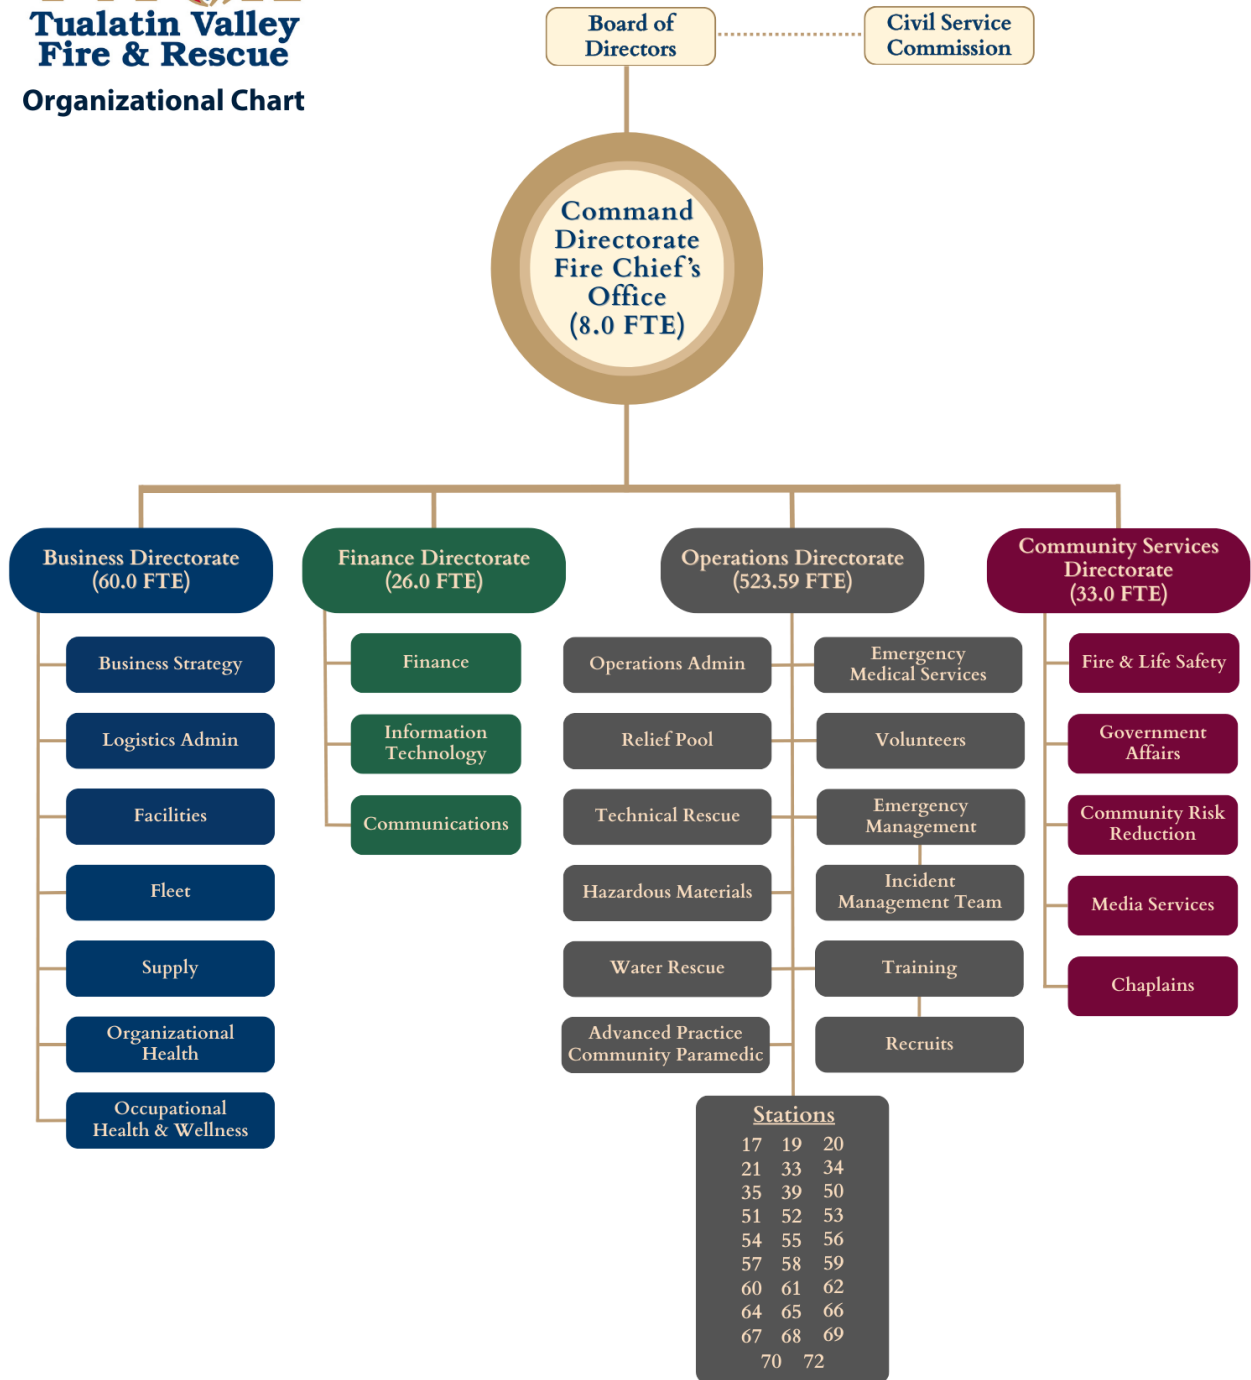 Tualatin Valley
Fire & Rescue
Organizational Chart
Board of
Directors
Civil Service
Commission
Command
Directorate
Fire Chief's
Office
(8.0 FTE)
Business Directorate
(60.0 FTE)
Business Strategy
Logistics Admin
Facilities
Fleet
Supply
Organizational
Health
Occupational
Health & Wellness
Finance Directorate
(26.0 FTE)
Finance
Information
Technology
Communications
Operations Directorate
(523.59 FTE)
Operations Admin
Relief Pool
Technical Rescue
Hazardous Materials
Water Rescue
Advanced Practice
Community Paramedic
Emergency
Medical Services
Volunteers
Emergency
Management
Incident
Management Team
Training
Recruits
Stations
17 19 20
21 33 34
35 39 50
51 52 53
54 55 56
57 58 59
60 61 62
64 65 66
67 68 69
70 72
Community Services
Directorate
(33.0 FTE)
Fire & Life Safety
Government
Affairs
Community Risk
Reduction
Media Services
Chaplains